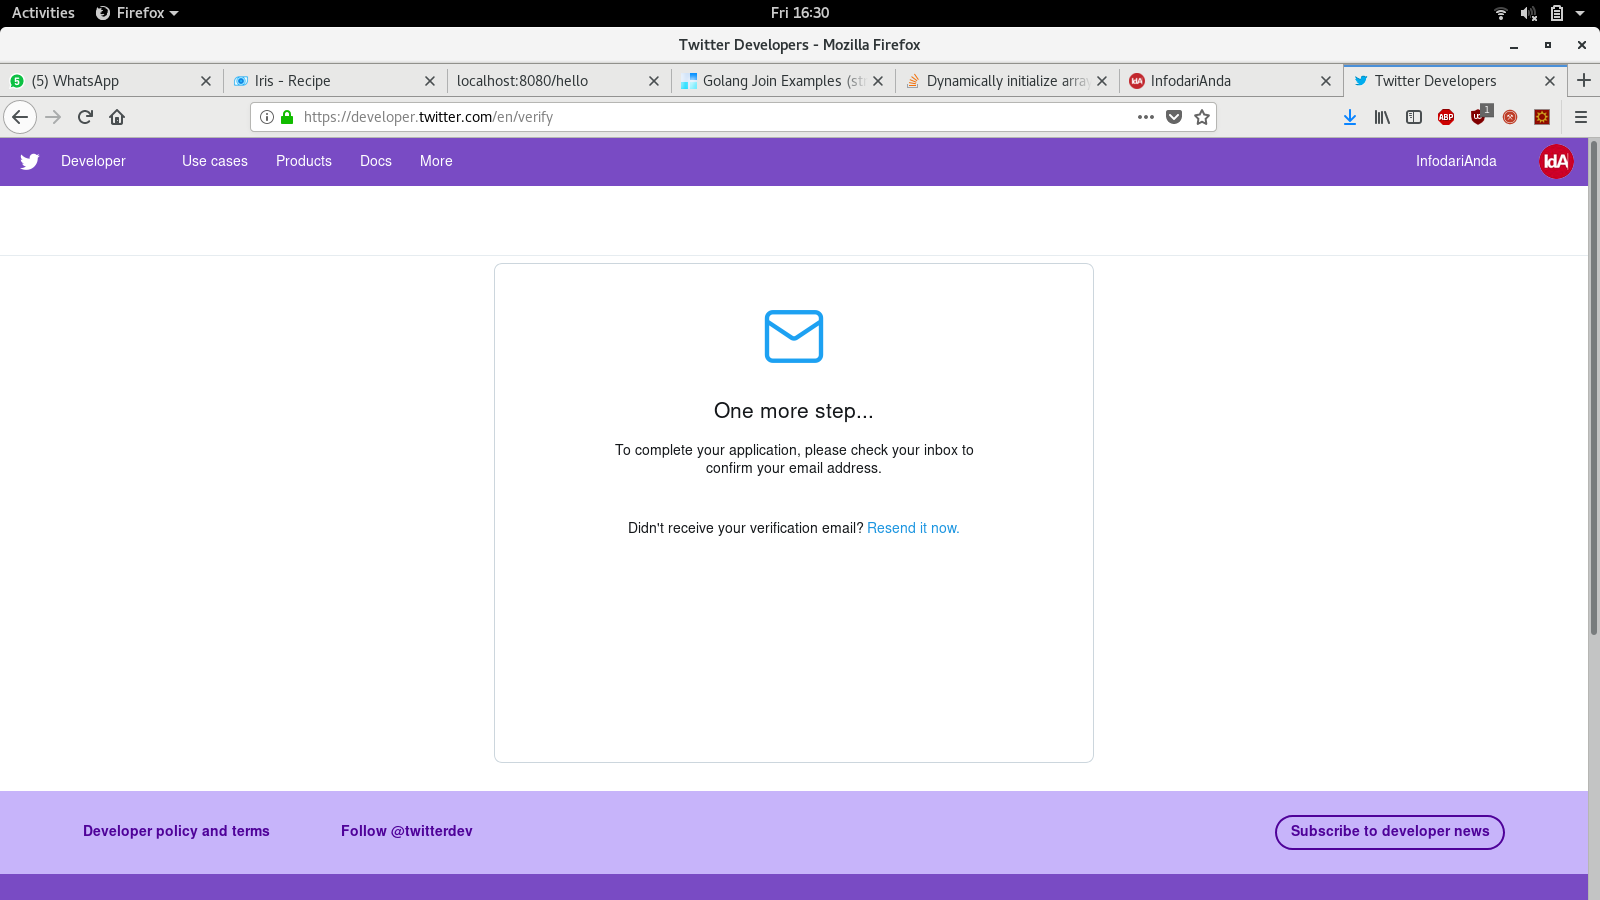 Activities
Firefox
Fri 16:30
Twitter Developers - Mozilla Firefox
(5) WhatsApp
Iris - Recipe
localhost:8080/hello
Golang Join Examples (st
Dynamically initialize array
InfodariAnda
Twitter Developers
https://developer.twitter.com/en/verify
ABP
1
Developer
Use cases
Products
Docs
More
InfodariAnda
IdA
One more step...
To complete your application, please check your inbox to
confirm your email address.
Didn't receive your verification email? Resend it now.
Developer policy and terms
Follow @twitterdev
Subscribe to developer news